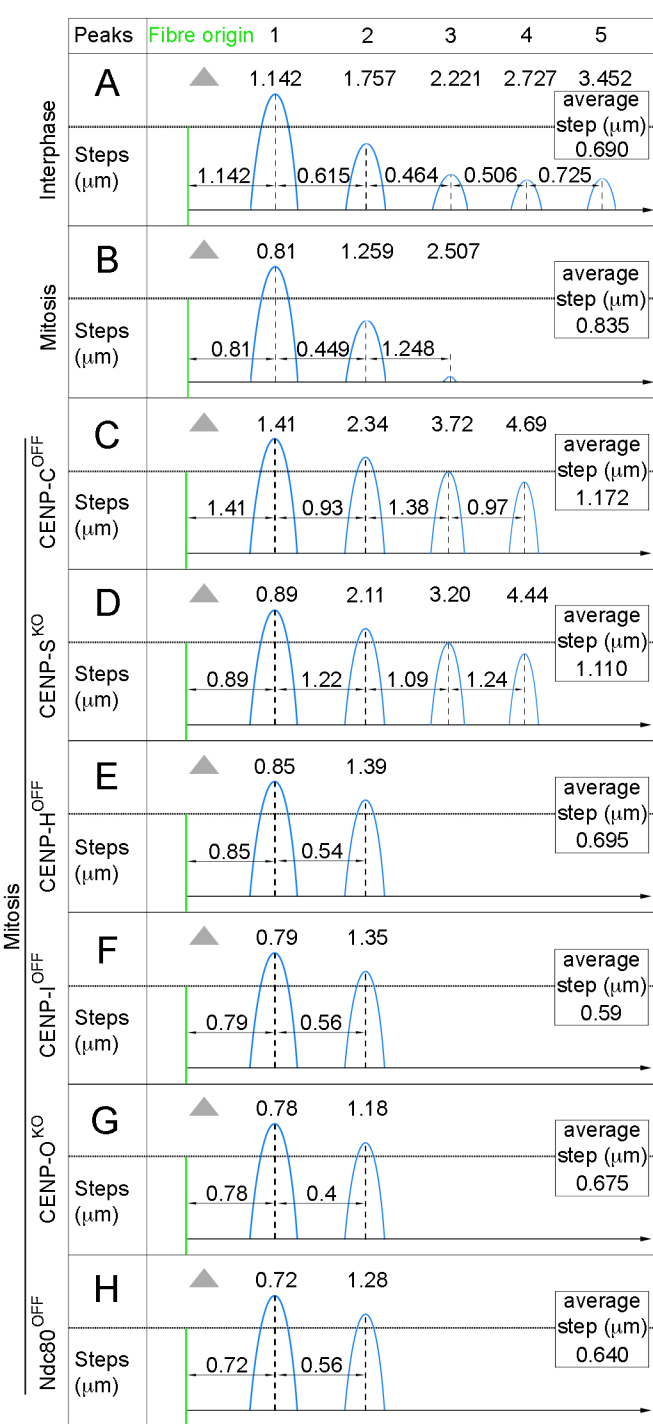 Peaks Fibre origin 1 2 3 4 5
Interphase
A
1.142 1.757 2.221 2.727 3.452
average
step (μm)
0.690
Steps
(μm)
1.142 0.615 0.464 0.506 0.725
Mitosis
B
0.81 1.259 2.507
average
step (μm)
0.835
Steps
(μm)
0.81 0.449 1.248
Mitosis
CENP-C^OFF
C
1.41 2.34 3.72 4.69
average
step (μm)
1.172
Steps
(μm)
1.41 0.93 1.38 0.97
CENP-S^KO
D
0.89 2.11 3.20 4.44
average
step (μm)
1.110
Steps
(μm)
0.89 1.22 1.09 1.24
CENP-H^OFF
E
0.85 1.39
average
step (μm)
0.695
Steps
(μm)
0.85 0.54
CENP-I^OFF
F
0.79 1.35
average
step (μm)
0.59
Steps
(μm)
0.79 0.56
CENP-O^KO
G
0.78 1.18
average
step (μm)
0.675
Steps
(μm)
0.78 0.4
Ndc80^OFF
H
0.72 1.28
average
step (μm)
0.640
Steps
(μm)
0.72 0.56